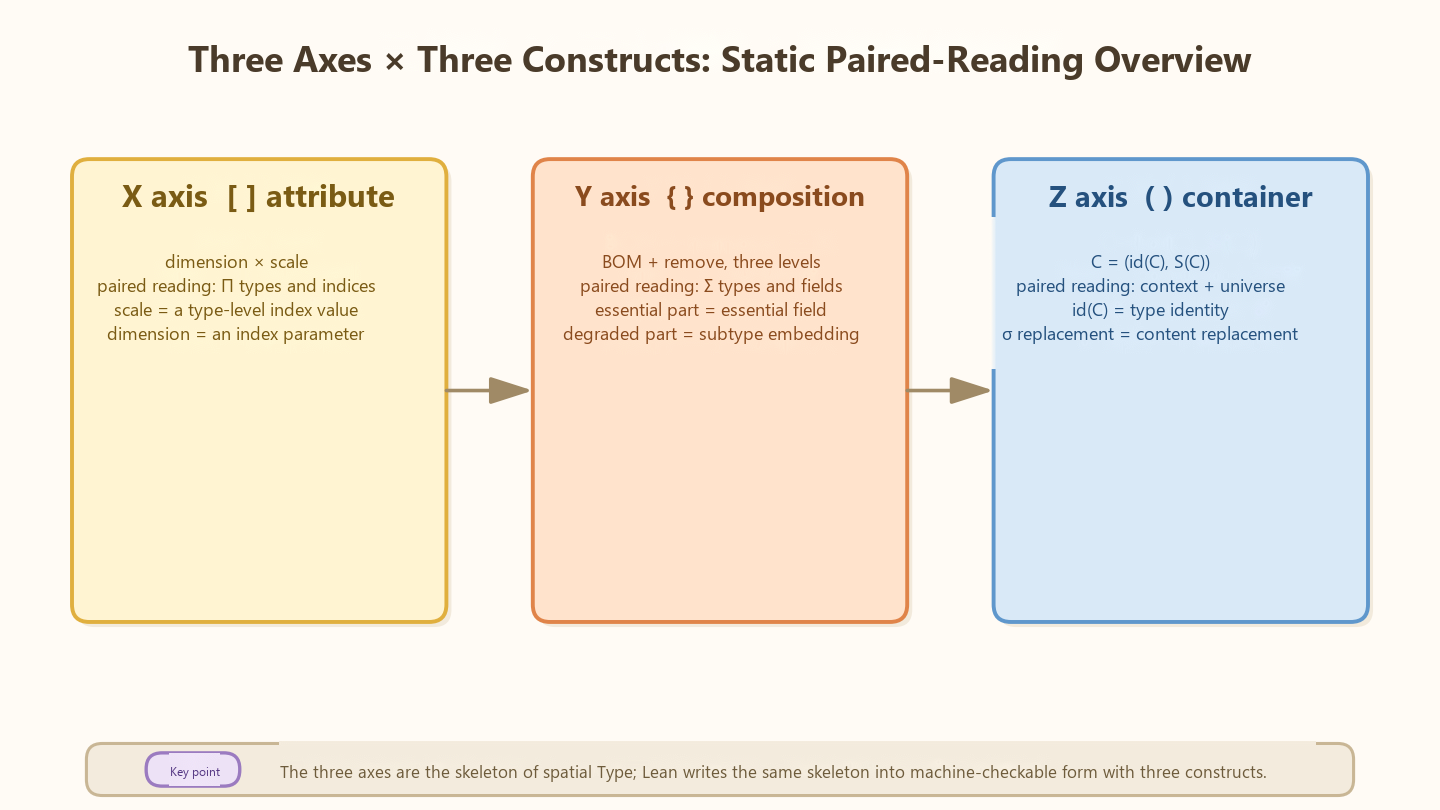 Three Axes × Three Constructs: Static Paired-Reading Overview
X axis [ ] attribute
dimension × scale
paired reading: Π types and indices
scale = a type-level index value
dimension = an index parameter
Y axis { } composition
BOM + remove, three levels
paired reading: Σ types and fields
essential part = essential field
degraded part = subtype embedding
Z axis ( ) container
C = (id(C), S(C))
paired reading: context + universe
id(C) = type identity
σ replacement = content replacement
Key point
The three axes are the skeleton of spatial Type; Lean writes the same skeleton into machine-checkable form with three constructs.